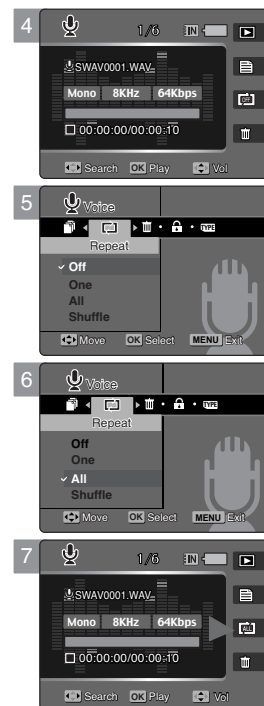 4
1/6 IN
SWAV0001.WAV
OFF
Mono 8KHz 64Kbps
00:00:00/00:00:10
Search OK Play Vol
5
Voice
TYPE
Repeat
Off
One
All
Shuffle
Move OK Select MENU Exit
6
Voice
TYPE
Repeat
Off
One
All
Shuffle
Move OK Select MENU Exit
7
1/6 IN
SWAV0001.WAV
Mono 8KHz 64Kbps
ALL
00:00:00/00:00:10
Search OK Play Vol